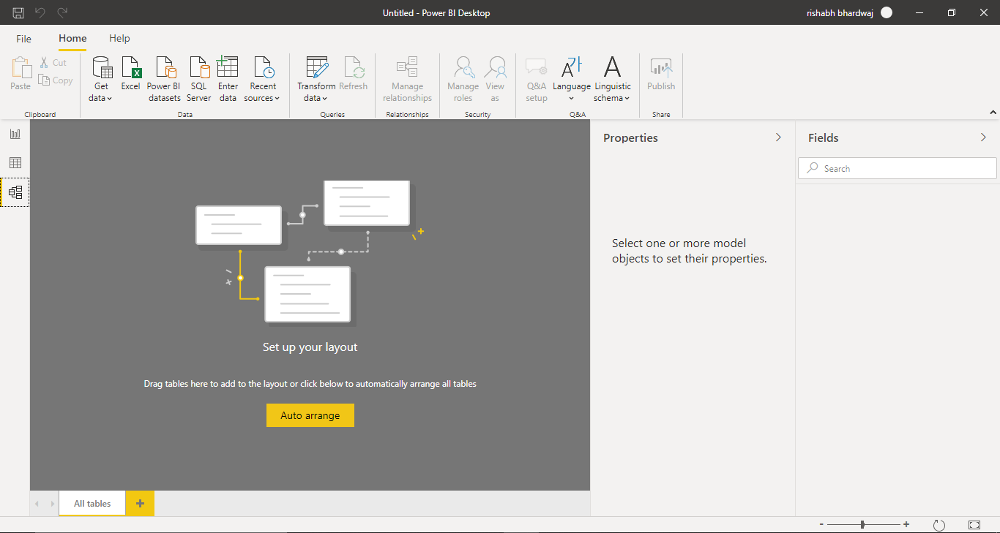 Untitled - Power BI Desktop
rishabh bhardwaj
File
Home
Help
Paste
Cut
Copy
Get
data
Excel
Power BI
datasets
SQL
Server
Enter
data
Recent
sources
Transform
data
Refresh
Manage
relationships
Manage
roles
View
as
Q&A
setup
Language
Linguistic
schema
Publish
Clipboard
Data
Queries
Relationships
Security
Q&A
Share
Properties
Fields
Search
Select one or more model
objects to set their properties.
Set up your layout
Drag tables here to add to the layout or click below to automatically arrange all tables
Auto arrange
All tables